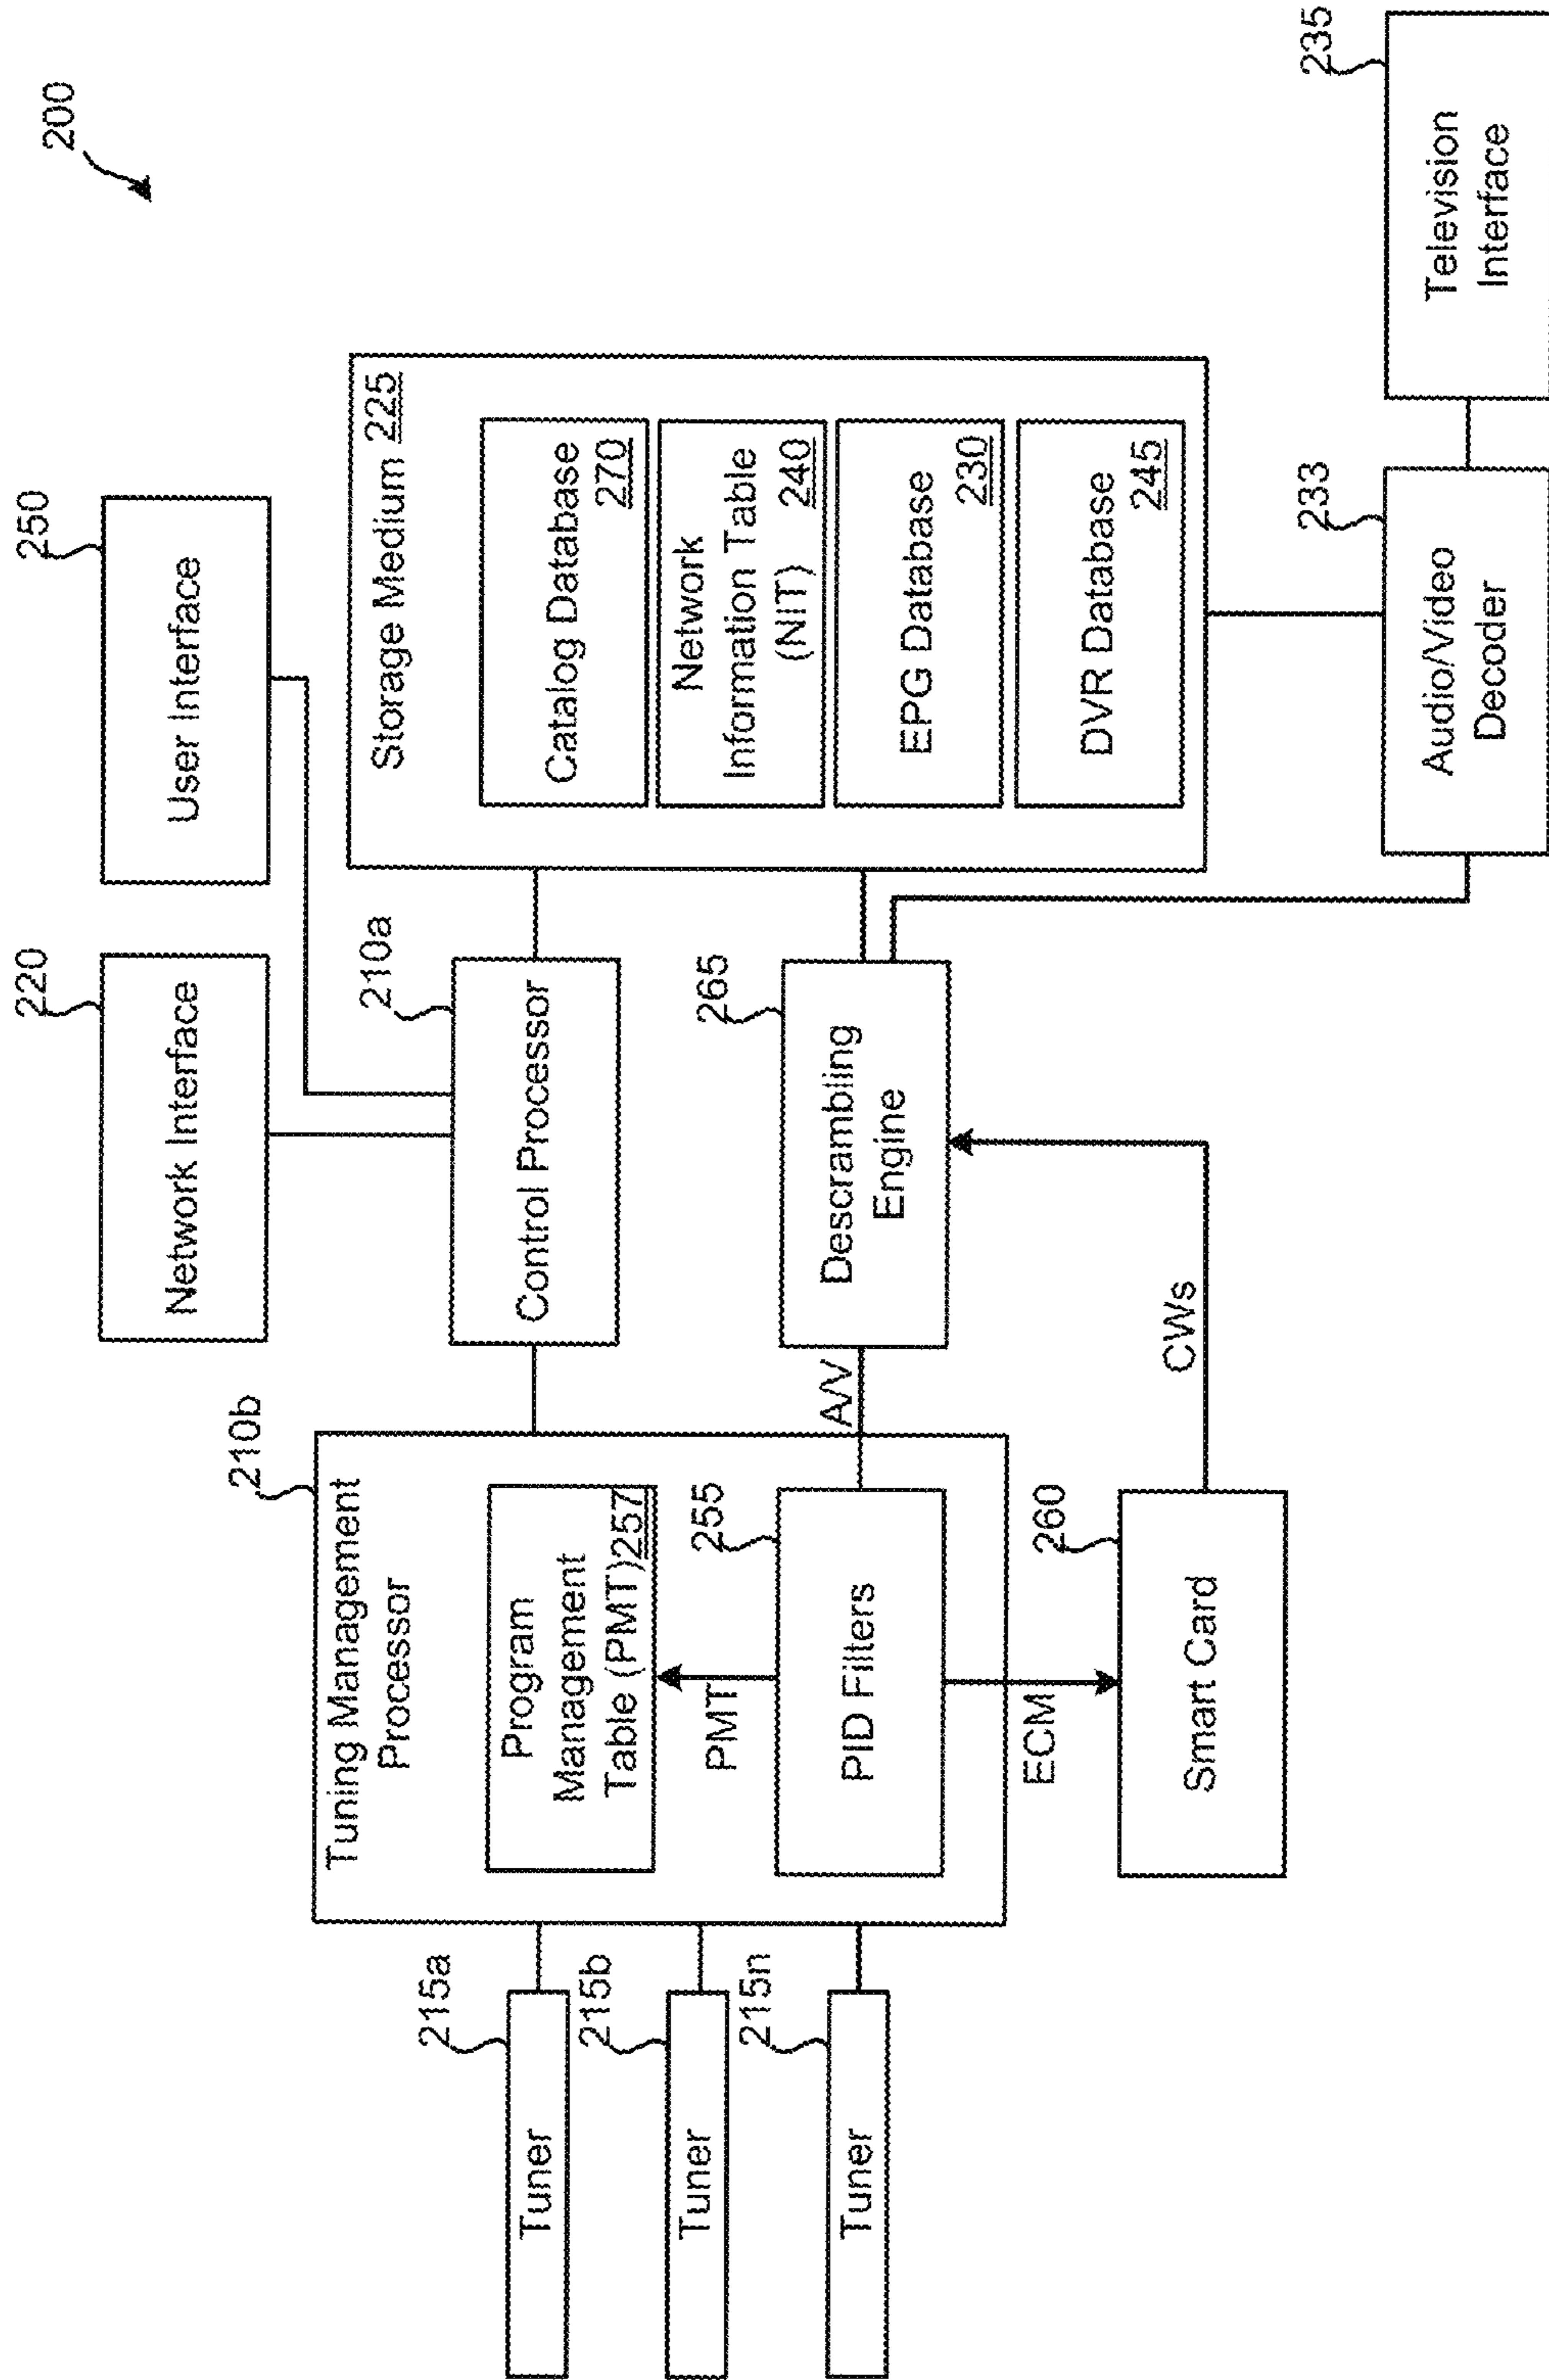 200
220
Network Interface
250
User Interface
210b
Tuning Management
Processor
Program
Management
Table (PMT)257
PMT
255
PID Filters
ECM
A/V
215a
Tuner
215b
Tuner
215n
Tuner
210a
Control Processor
265
Descrambling
Engine
260
Smart Card
CWs
Storage Medium 225
Catalog Database
270
Network
Information Table
(NIT) 240
EPG Database
230
DVR Database
245
233
Audio/Video
Decoder
235
Television
Interface